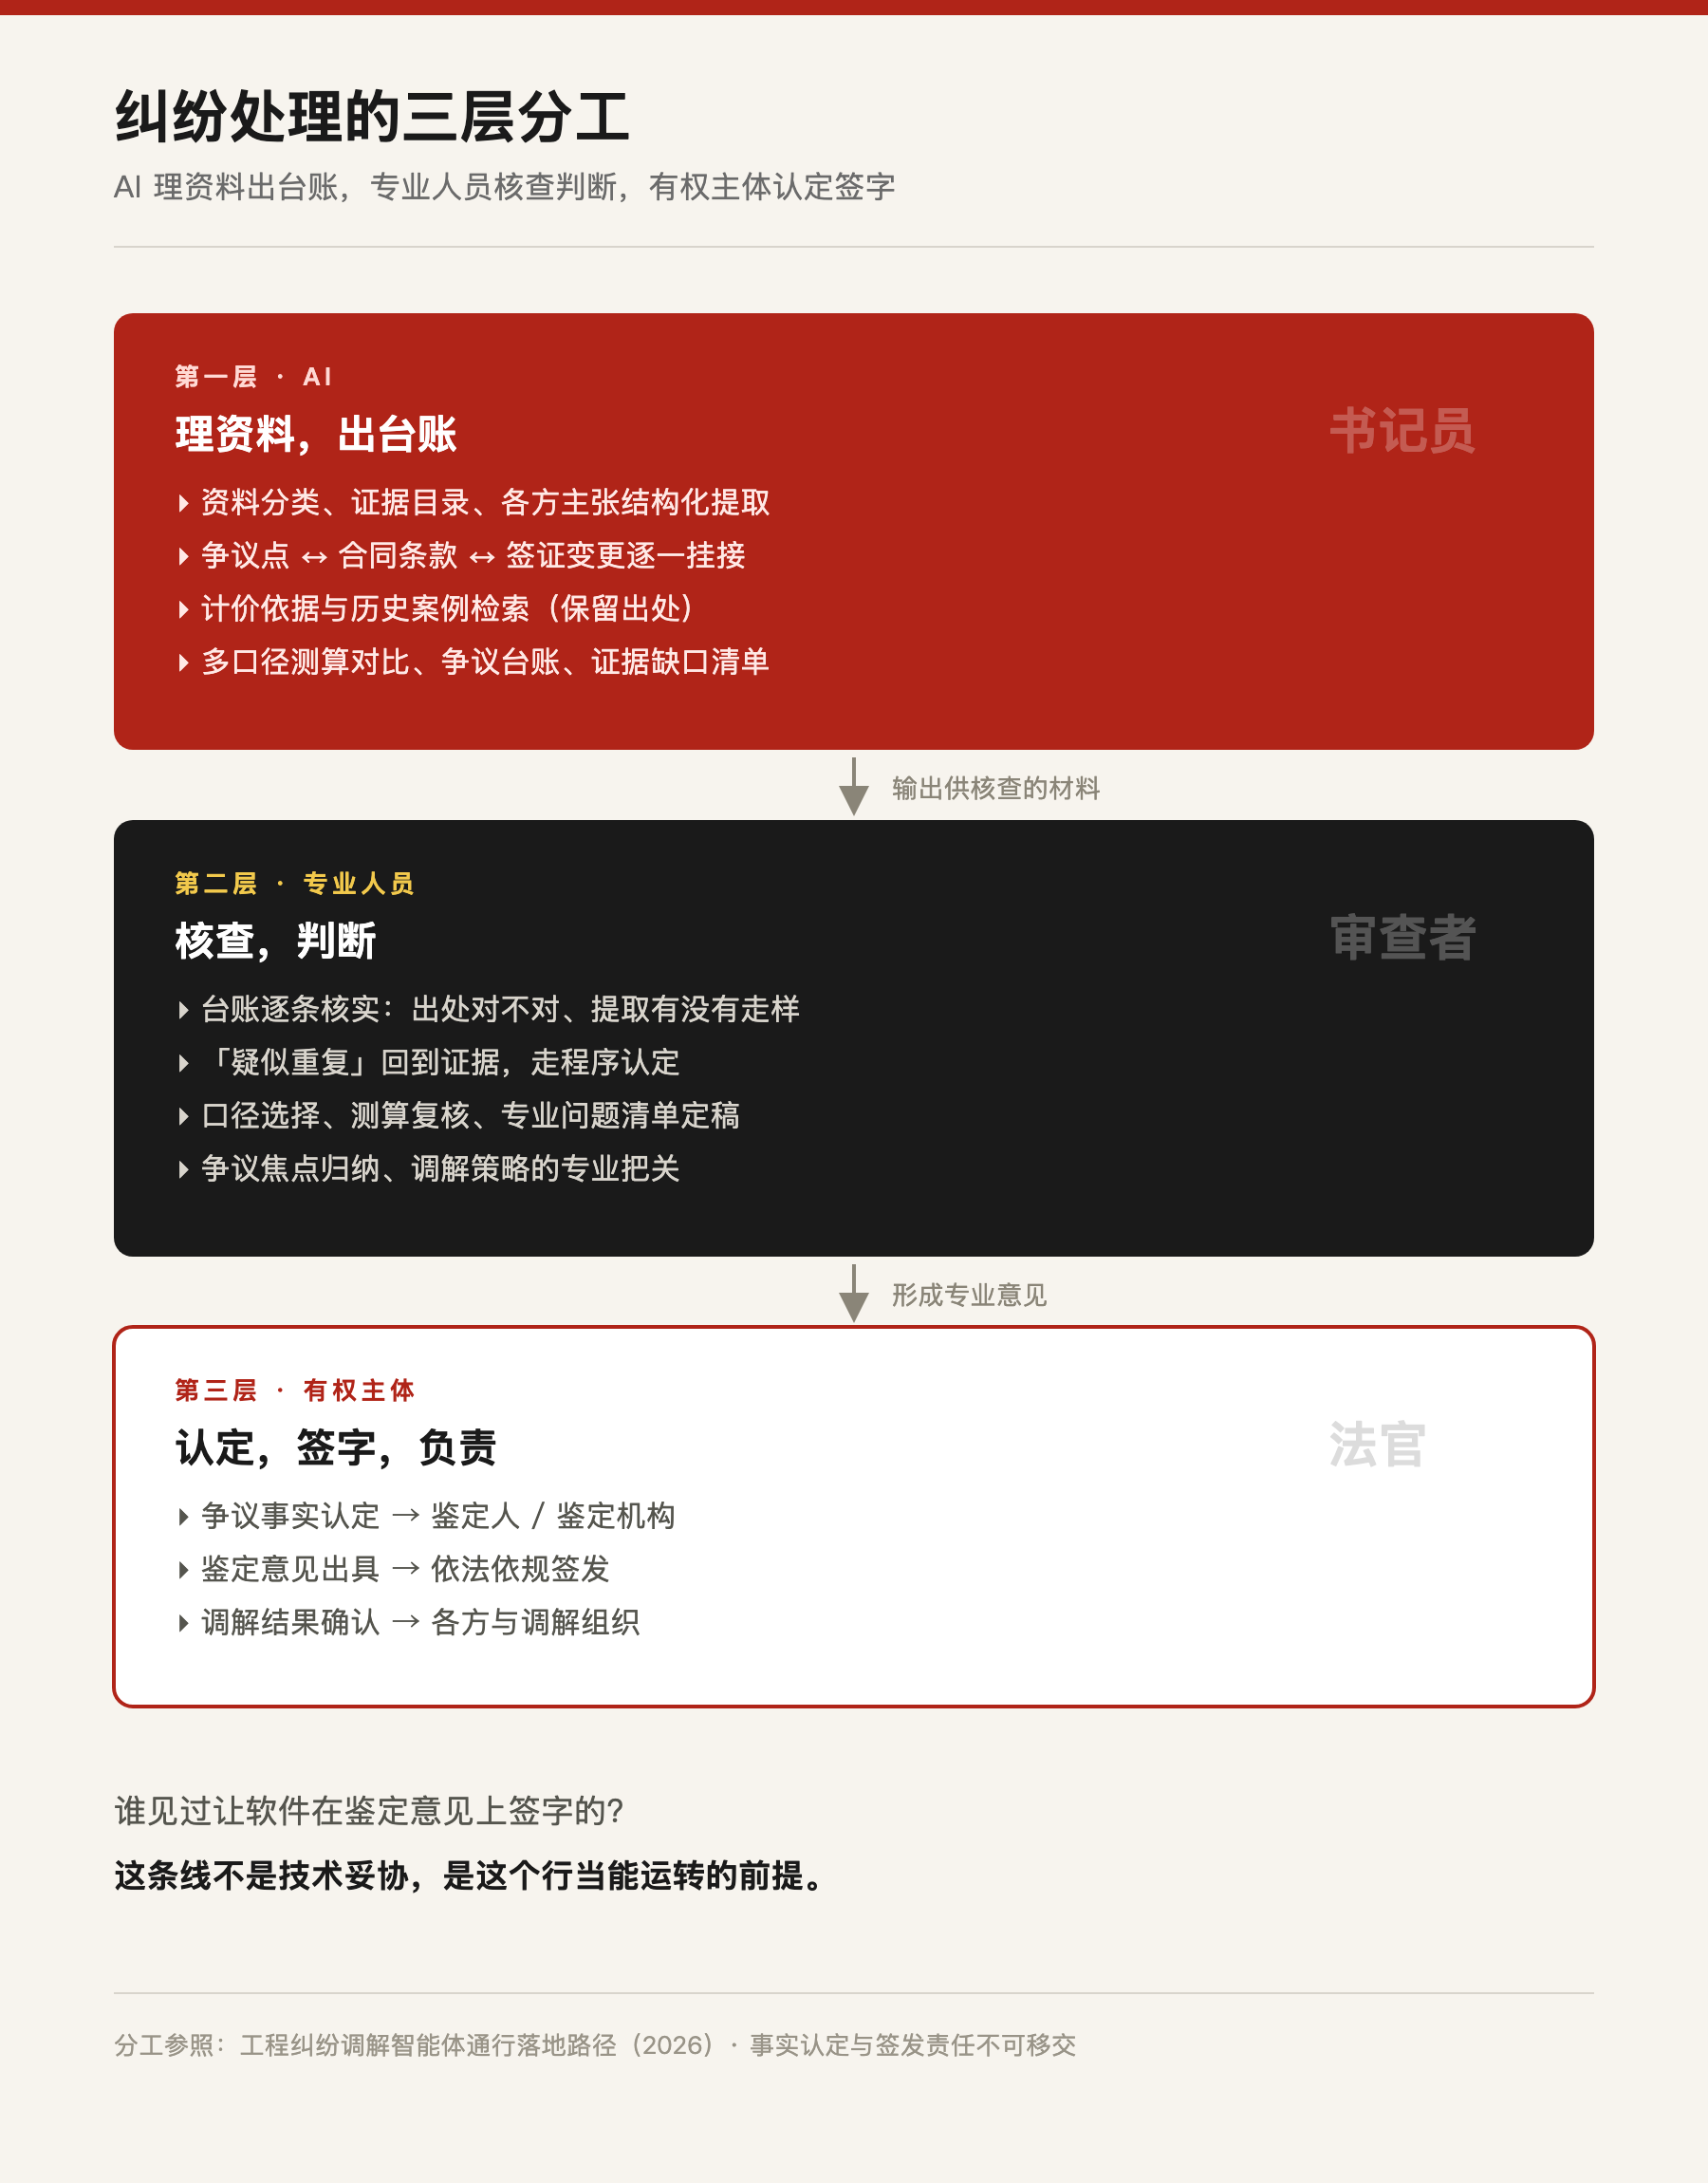 纠纷处理的三层分工
AI 理资料出台账，专业人员核查判断，有权主体认定签字
第一层 · AI
理资料，出台账
书记员
资料分类、证据目录、各方主张结构化提取
争议点 ↔ 合同条款 ↔ 签证变更逐一挂接
计价依据与历史案例检索（保留出处）
多口径测算对比、争议台账、证据缺口清单
输出供核查的材料
第二层 · 专业人员
核查，判断
审查者
台账逐条核实：出处对不对、提取有没有走样
「疑似重复」回到证据，走程序认定
口径选择、测算复核、专业问题清单定稿
争议焦点归纳、调解策略的专业把关
形成专业意见
第三层 · 有权主体
认定，签字，负责
法官
争议事实认定 → 鉴定人 / 鉴定机构
鉴定意见出具 → 依法依规签发
调解结果确认 → 各方与调解组织
谁见过让软件在鉴定意见上签字的？
这条线不是技术妥协，是这个行当能运转的前提。
分工参照：工程纠纷调解智能体通行落地路径（2026）· 事实认定与签发责任不可移交